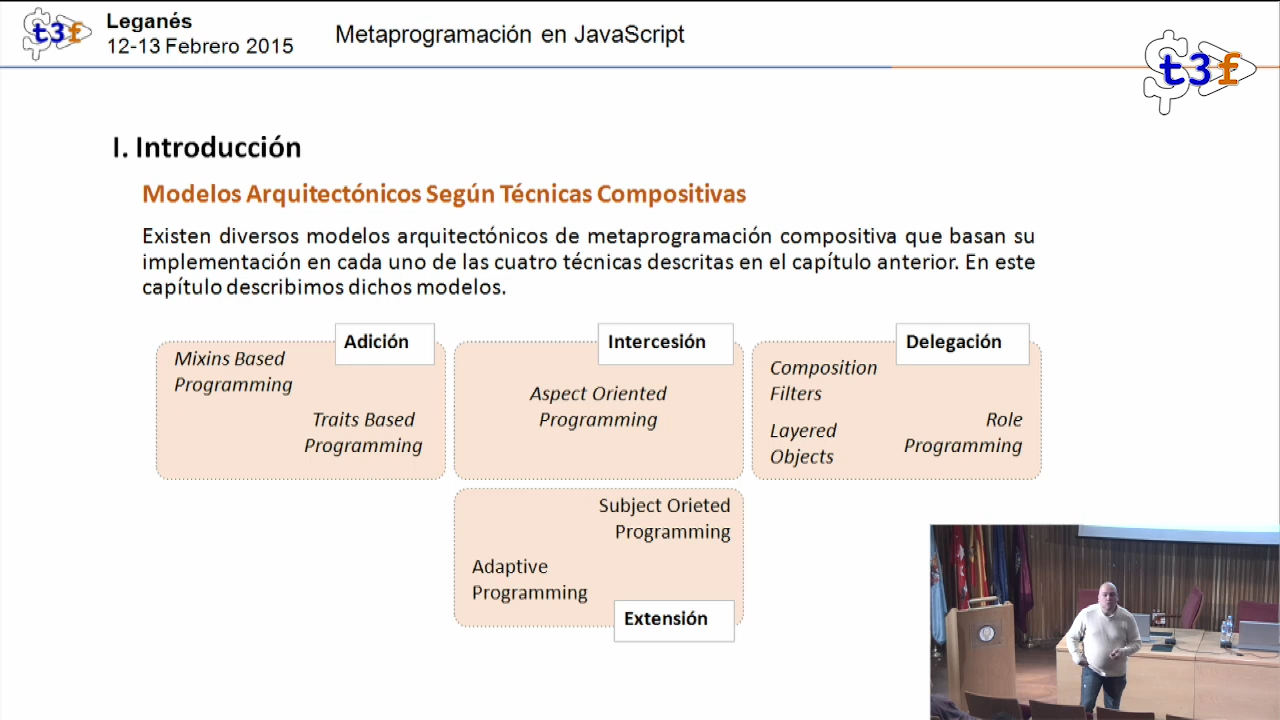 t3f
Leganés
12-13 Febrero 2015
Metaprogramación en JavaScript
t3f
I. Introducción
Modelos Arquitectónicos Según Técnicas Compositivas
Existen diversos modelos arquitectónicos de metaprogramación compositiva que basan su
implementación en cada uno de las cuatro técnicas descritas en el capítulo anterior. En este
capítulo describimos dichos modelos.
Adición
Mixins Based
Programming
Traits Based
Programming
Intercesión
Aspect Oriented
Programming
Delegación
Composition
Filters
Layered
Objects
Role
Programming
Subject Orieted
Programming
Adaptive
Programming
Extensión